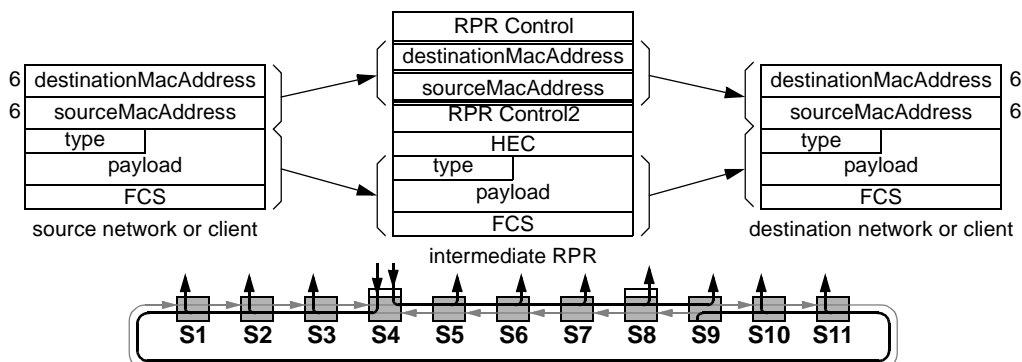 RPR Control
destinationMacAddress
sourceMacAddress
RPR Control2
HEC
type
payload
FCS
intermediate RPR
6 destinationMacAddress
6 sourceMacAddress
type
payload
FCS
source network or client
destinationMacAddress 6
sourceMacAddress 6
type
payload
FCS
destination network or client
S1 S2 S3 S4 S5 S6 S7 S8 S9 S10 S11